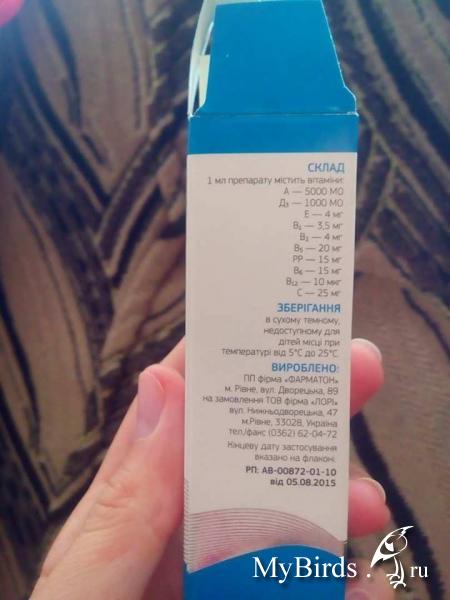 СКЛАД
1 мл препарату містить вітаміни:
А — 5000 МО
Д₃ — 1000 МО
Е — 4 мг
В₁ — 3,5 мг
В₂ — 4 мг
В₅ — 20 мг
РР — 15 мг
В₆ — 15 мг
В₁₂ — 10 мкг
С — 25 мг
ЗБЕРІГАННЯ
в сухому темному,
недоступному для
дітей місці при
температурі від 5°С до 25°С
ВИРОБЛЕНО:
ПП фірма «ФАРМАТОН»
м. Рівне, вул. Дворецька, 89
на замовлення ТОВ фірма «ЛОРІ»
вул. Нижньодворецька, 47
м.Рівне, 33028, Україна
тел./факс (0362) 62-04-72
Кінцеву дату застосування
вказано на флаконі.
РП: АВ-00872-01-10
від 05.08.2015
MyBirds.ru